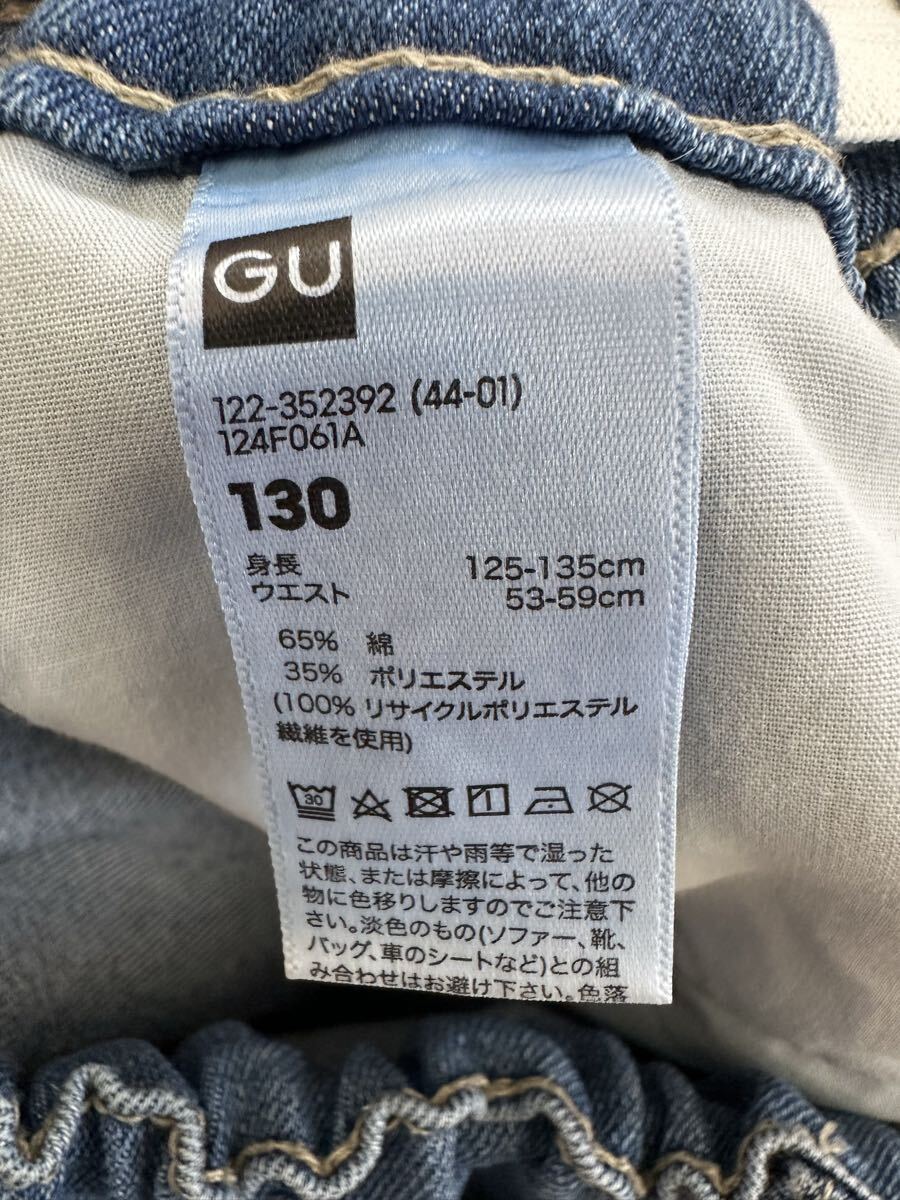 GU
122-352392 (44-01)
124F061A
130
身長 125-135cm
ウエスト 53-59cm
65% 綿
35% ポリエステル
(100% リサイクルポリエステル
繊維を使用)
30
1
この商品は汗や雨等で湿った
状態、または摩擦によって、他の
物に色移りしますのでご注意下
さい。淡色のもの(ソファー、靴、
バッグ、車のシートなど)との組
み合わせはお避け下さい。色落